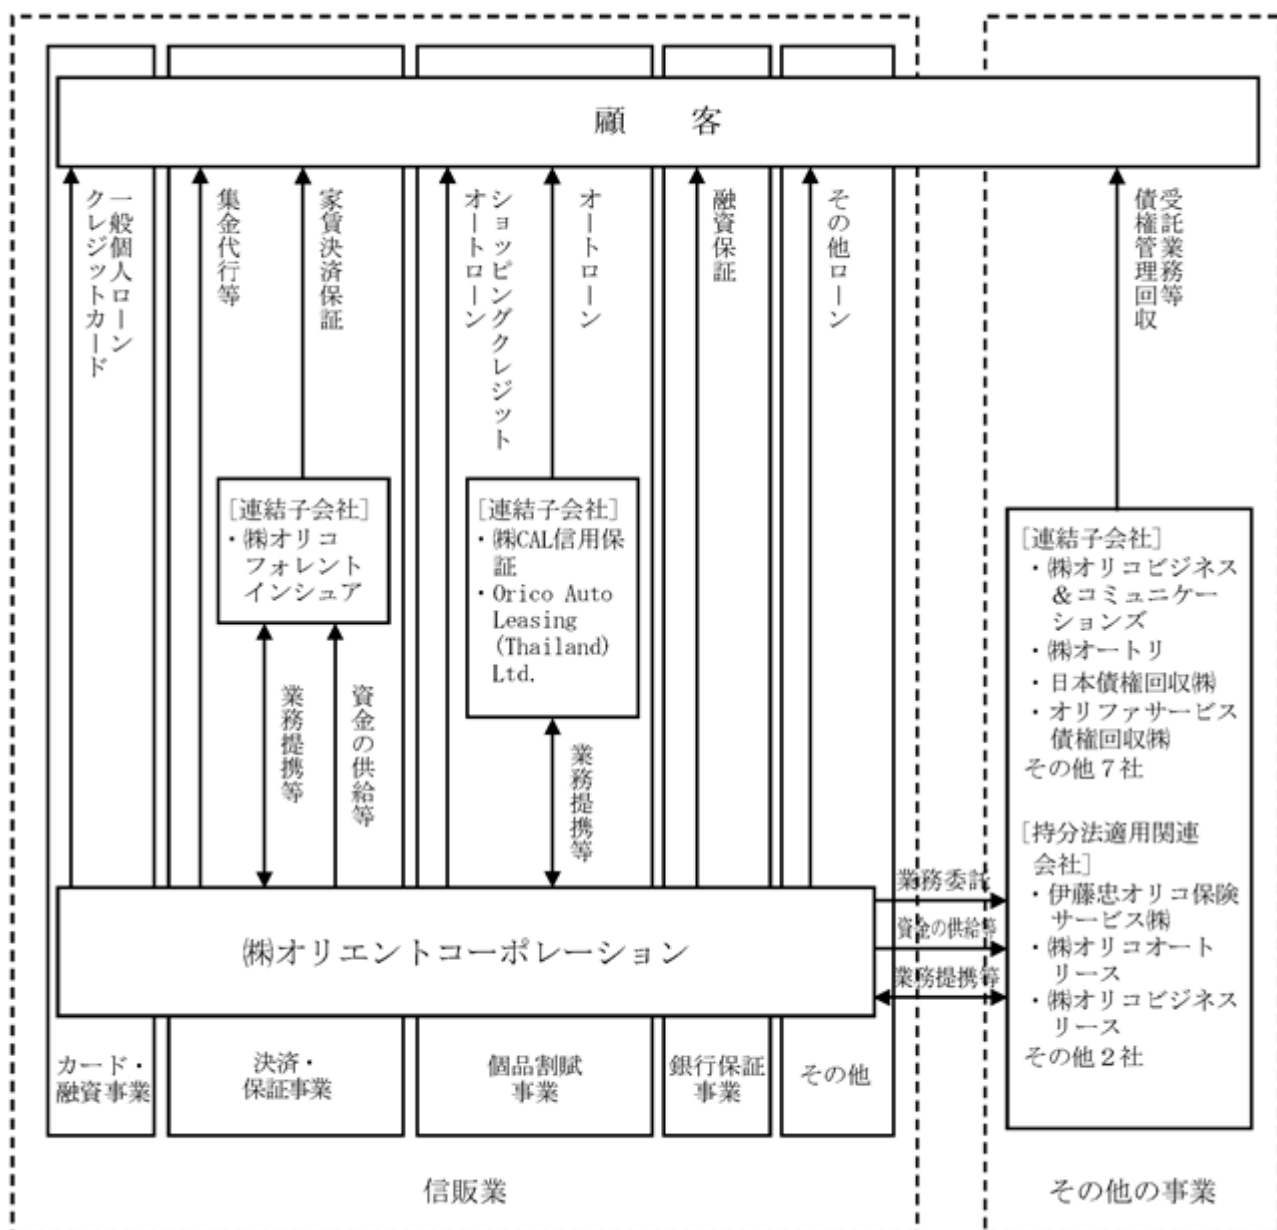 顧　客
一般個人ローン
クレジットカード
集金代行等
家賃決済保証
ショッピングクレジット
オートローン
オートローン
融資保証
その他ローン
受託業務等
債権管理回収
［連結子会社］
・㈱オリコ
フォレント
インシュア
［連結子会社］
・㈱CAL信用保
証
・Orico Auto
Leasing
(Thailand)
Ltd.
［連結子会社］
・㈱オリコビジネス
＆コミュニケー
ションズ
・㈱オートリ
・日本債権回収㈱
・オリファサービス
債権回収㈱
その他７社
［持分法適用関連
会社］
・伊藤忠オリコ保険
サービス㈱
・㈱オリコオート
リース
・㈱オリコビジネス
リース
その他２社
業務提携等
資金の供給等
業務提携等
業務委託
資金の供給等
業務提携等
㈱オリエントコーポレーション
カード・
融資事業
決済・
保証事業
個品割賦
事業
銀行保証
事業
その他
信販業
その他の事業